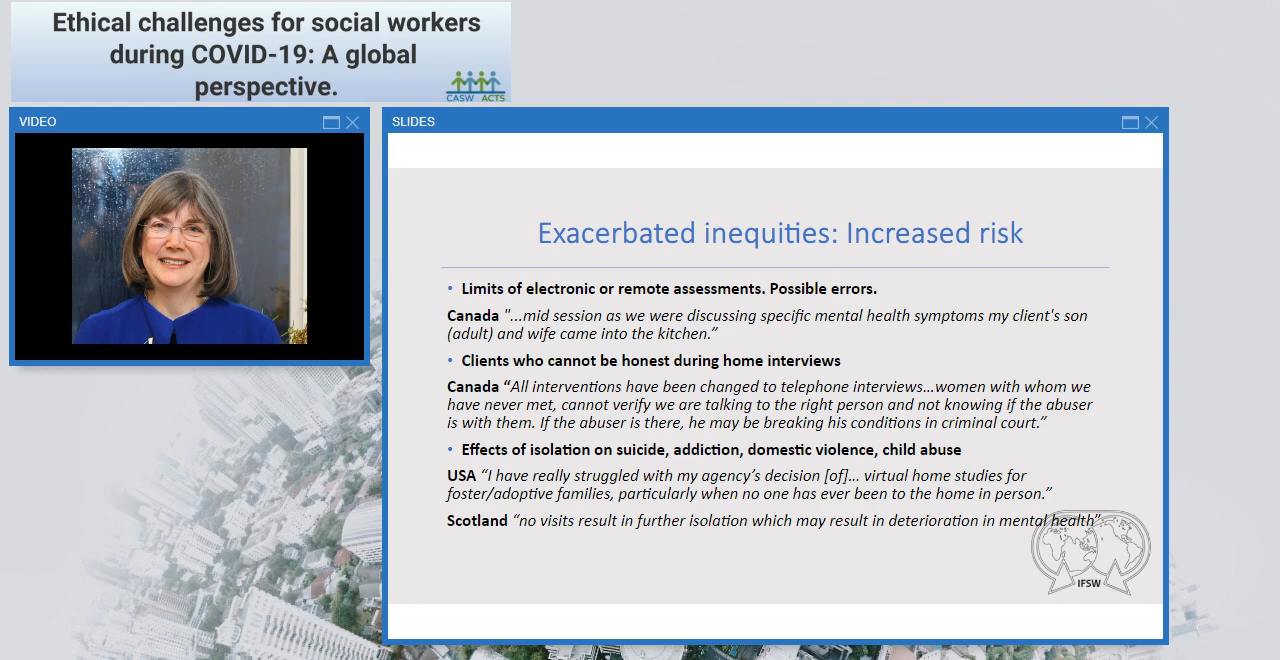 Ethical challenges for social workers
during COVID-19: A global
perspective.
CASW ACTS
VIDEO
SLIDES
Exacerbated inequities: Increased risk
• Limits of electronic or remote assessments. Possible errors.
Canada "...mid session as we were discussing specific mental health symptoms my client's son
(adult) and wife came into the kitchen.”
• Clients who cannot be honest during home interviews
Canada “All interventions have been changed to telephone interviews…women with whom we
have never met, cannot verify we are talking to the right person and not knowing if the abuser
is with them. If the abuser is there, he may be breaking his conditions in criminal court.”
• Effects of isolation on suicide, addiction, domestic violence, child abuse
USA “I have really struggled with my agency’s decision [of]… virtual home studies for
foster/adoptive families, particularly when no one has ever been to the home in person.”
Scotland “no visits result in further isolation which may result in deterioration in mental health”
IFSW